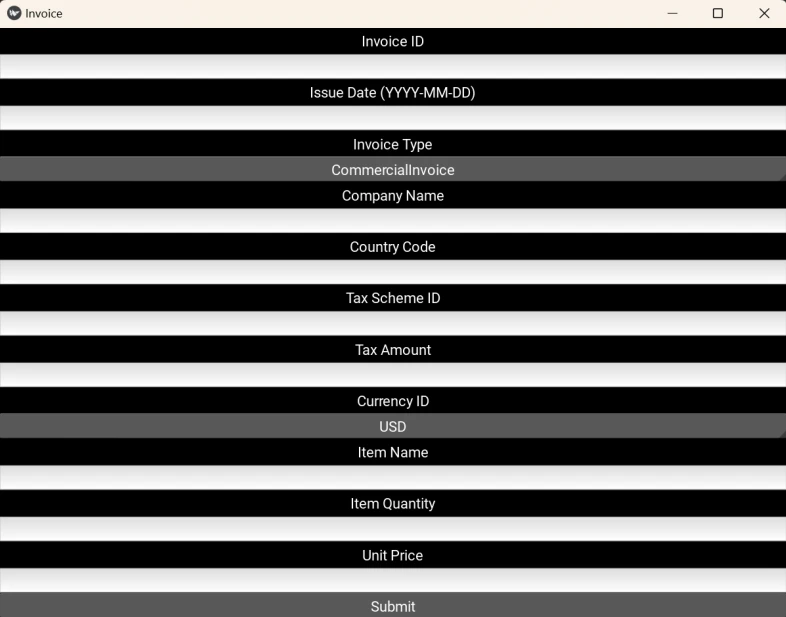 Invoice
Invoice ID
Issue Date (YYYY-MM-DD)
Invoice Type
CommercialInvoice
Company Name
Country Code
Tax Scheme ID
Tax Amount
Currency ID
USD
Item Name
Item Quantity
Unit Price
Submit